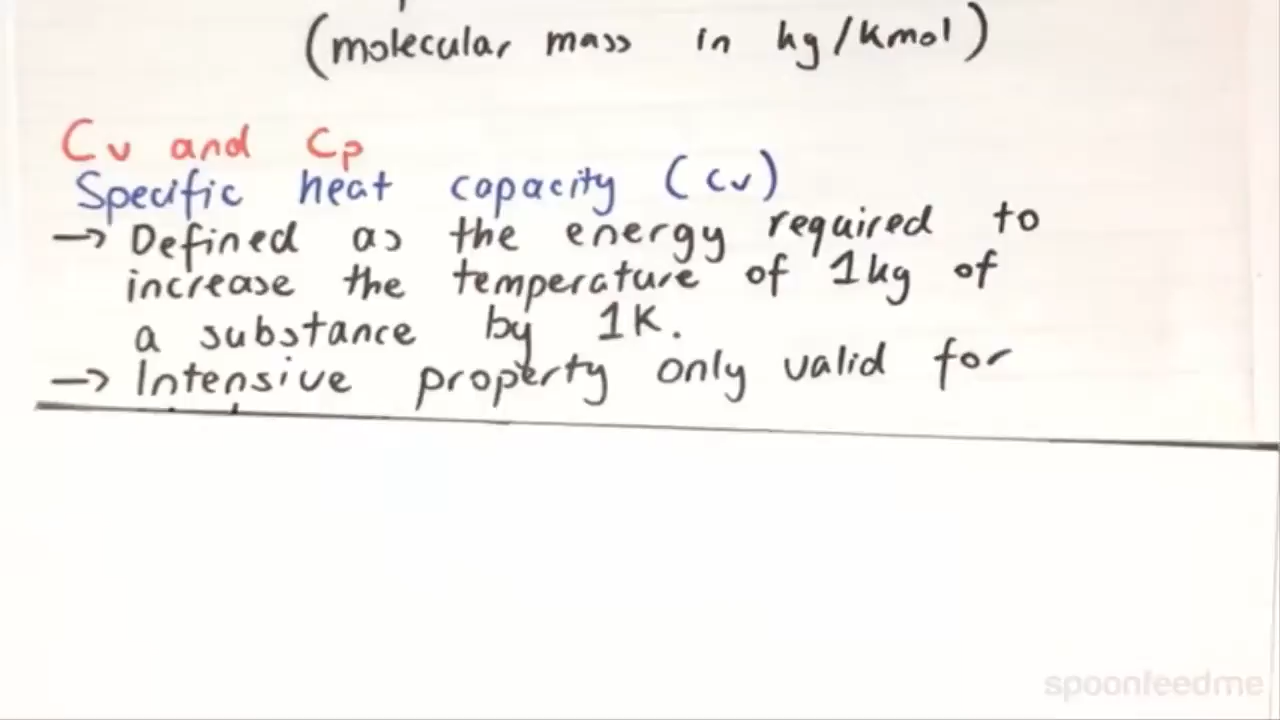 (molecular mass in kg/kmol)
Cv and Cp
Specific heat capacity (cv)
→ Defined as the energy required to
increase the temperature of 1kg of
a substance by 1K.
→ Intensive property only valid for
spoonfeedme